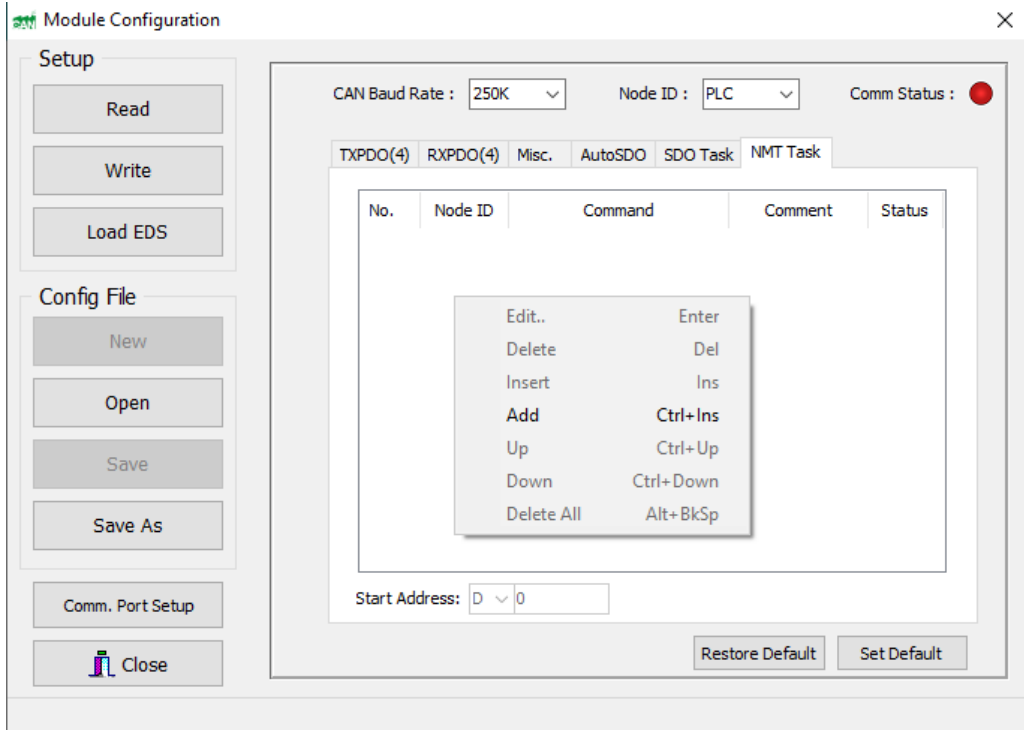 CAN Module Configuration
Setup
Read
Write
Load EDS
Config File
New
Open
Save
Save As
Comm. Port Setup
Close
CAN Baud Rate : 250K Node ID : PLC Comm Status :
TXPDO(4) RXPDO(4) Misc. AutoSDO SDO Task NMT Task
No. Node ID Command Comment Status
Edit.. Enter
Delete Del
Insert Ins
Add Ctrl+Ins
Up Ctrl+Up
Down Ctrl+Down
Delete All Alt+BkSp
Start Address: D 0
Restore Default Set Default